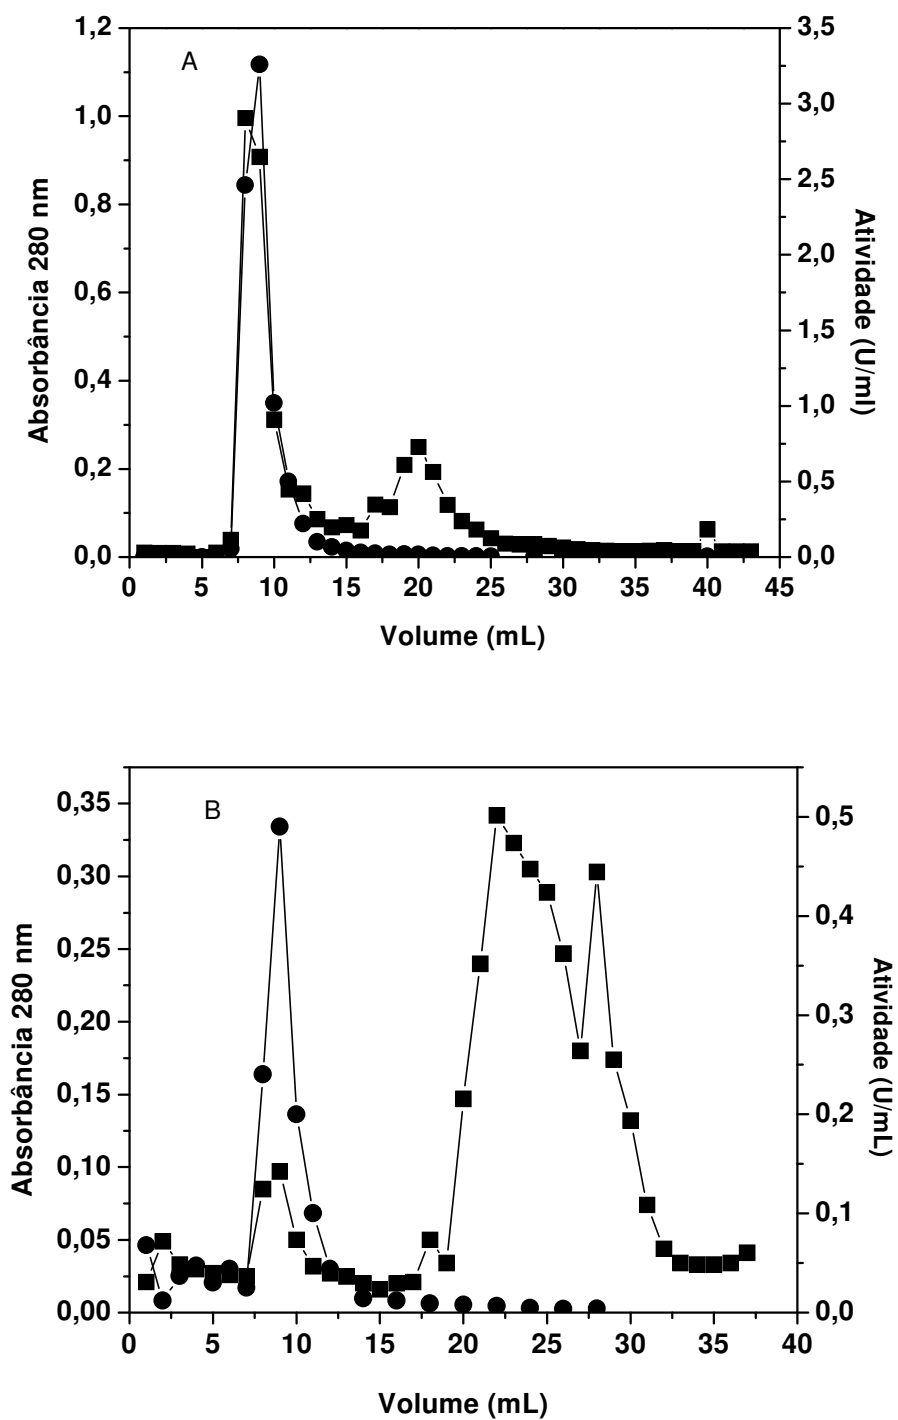 A
1,2
1,0
0,8
0,6
0,4
0,2
0,0
Absorbância 280 nm
3,5
3,0
2,5
2,0
1,5
1,0
0,5
0,0
Atividade (U/ml)
0 5 10 15 20 25 30 35 40 45
Volume (mL)
B
0,35
0,30
0,25
0,20
0,15
0,10
0,05
0,00
Absorbância 280 nm
0,5
0,4
0,3
0,2
0,1
0,0
Atividade (U/mL)
0 5 10 15 20 25 30 35 40
Volume (mL)